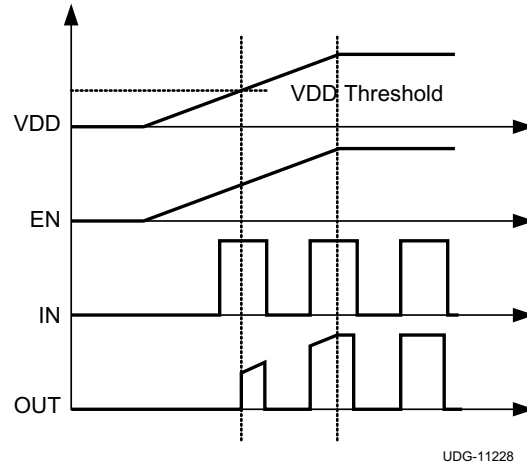 VDD Threshold
VDD
EN
IN
OUT
UDG-11228